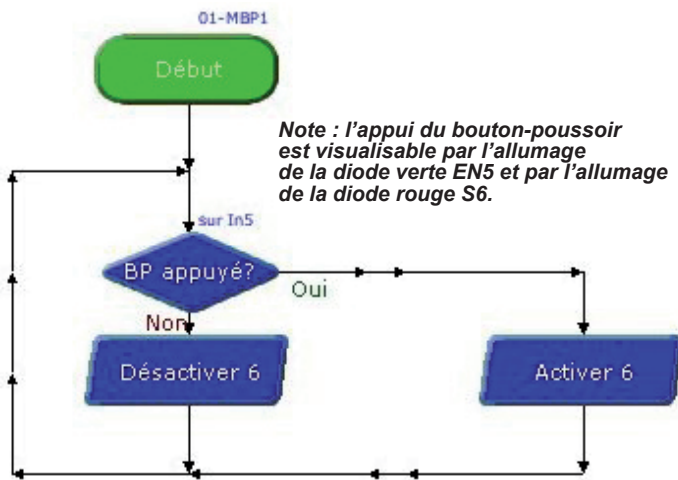 01-MBP1
Début
Note : l'appui du bouton-poussoir
est visualisable par l'allumage
de la diode verte EN5 et par l'allumage
de la diode rouge S6.
sur In5
BP appuyé?
Oui
Non
Désactiver 6
Activer 6